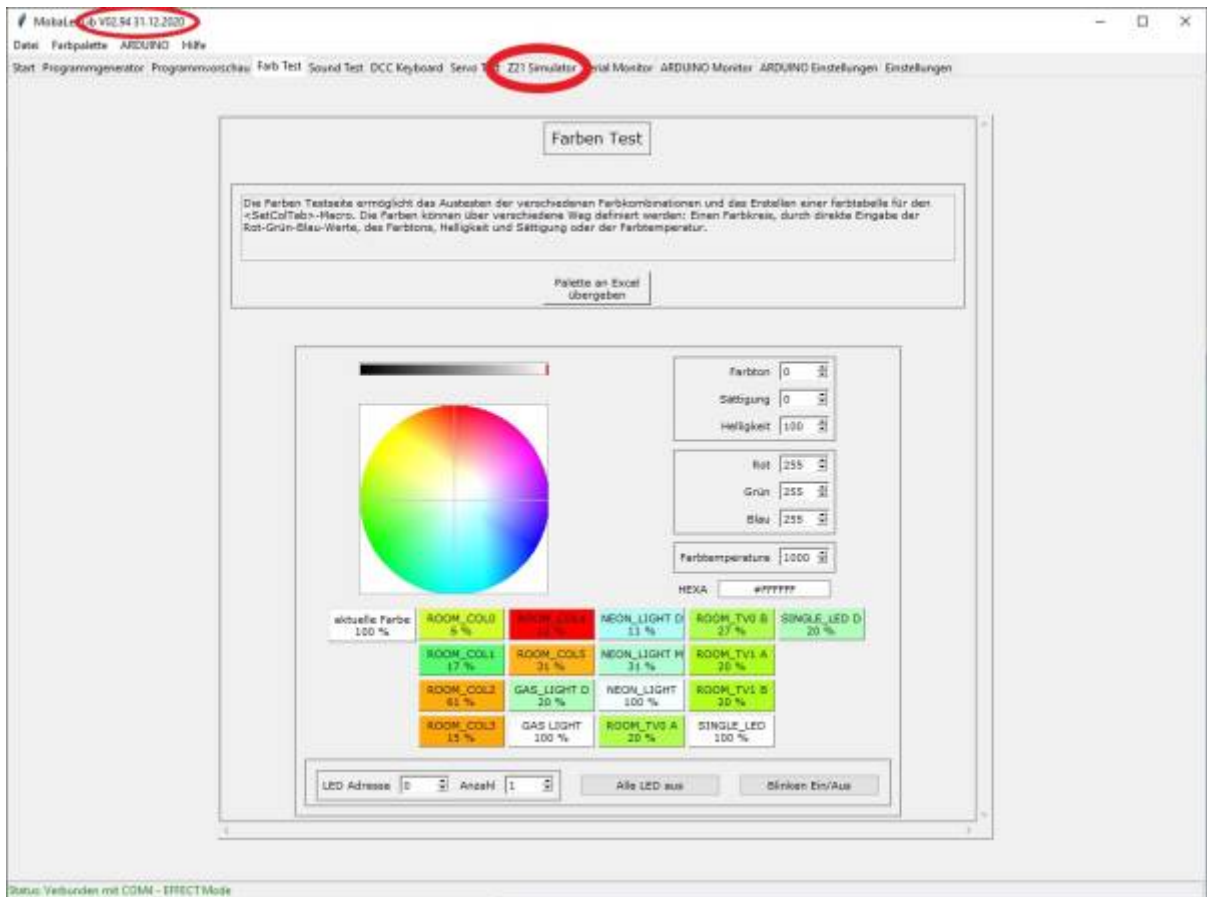 MobaLedLib V02.94 31.12.2020
Datei Farbpalette ARDUINO Hilfe
Start Programmgenerator Programmvorschau Farb Test Sound Test DCC Keyboard Servo Test Z21 Simulator Serial Monitor ARDUINO Monitor ARDUINO Einstellungen Einstellungen
Farben Test
Die Farben Testseite ermöglicht das Austesten der verschiedenen Farbkombinationen und das Erstellen einer farbtabelle für den
<SetColTab>-Macro. Die Farben können über verschiedene Weg definiert werden: Einen Farbkreis, durch direkte Eingabe der
Rot-Grün-Blau-Werte, des Farbtons, Helligkeit und Sättigung oder der Farbtemperatur.
Palette an Excel
übergeben
Farbton 0
Sättigung 0
Helligkeit 100
Rot 255
Grün 255
Blau 255
Farbtemperature 1000
HEXA #FFFFFF
aktuelle Farbe ROOM_COL0 NEON_LIGHT D ROOM_TV0 B SINGLE_LED D
100 % 11 % 27 % 20 %
ROOM_COL1 ROOM_COL5 NEON_LIGHT M ROOM_TV1 A
17 % 31 % 31 % 20 %
ROOM_COL2 GAS_LIGHT D NEON_LIGHT ROOM_TV1 B
61 % 20 % 100 % 20 %
ROOM_COL3 GAS LIGHT ROOM_TV0 A SINGLE_LED
15 % 100 % 20 % 100 %
LED Adresse 0 Anzahl 1 Alle LED aus Blinken Ein/Aus
Status: Verbunden mit COM4 - EFFECT Mode